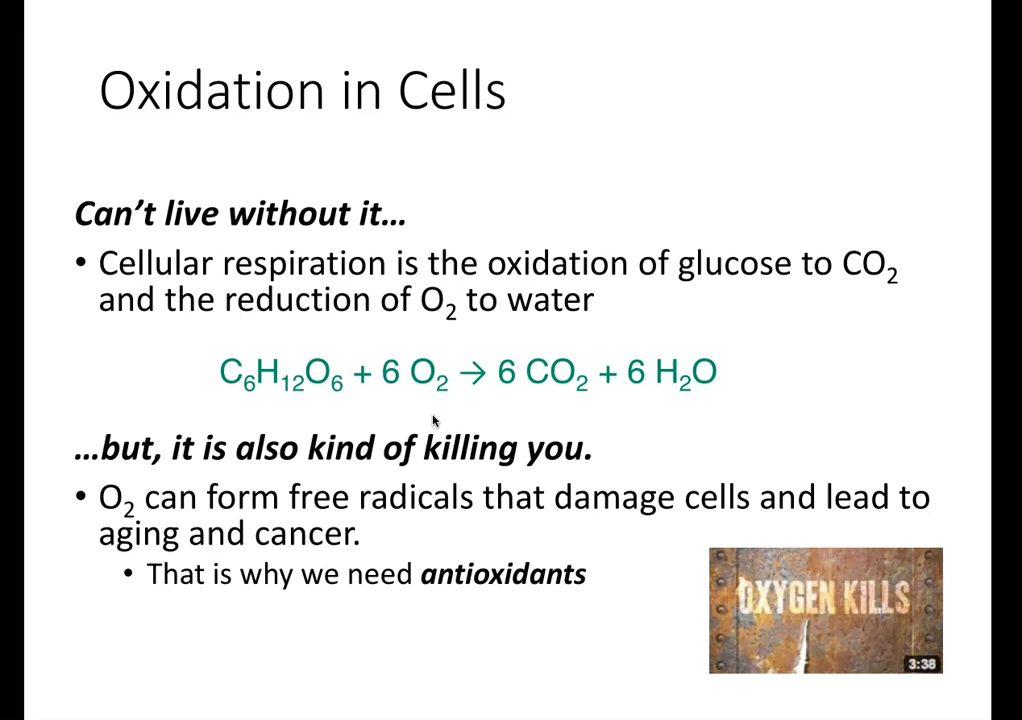 Oxidation in Cells
Can’t live without it…
• Cellular respiration is the oxidation of glucose to CO₂
and the reduction of O₂ to water
C₆H₁₂O₆ + 6 O₂ → 6 CO₂ + 6 H₂O
…but, it is also kind of killing you.
• O₂ can form free radicals that damage cells and lead to
aging and cancer.
• That is why we need antioxidants
OXYGEN KILLS
3:38